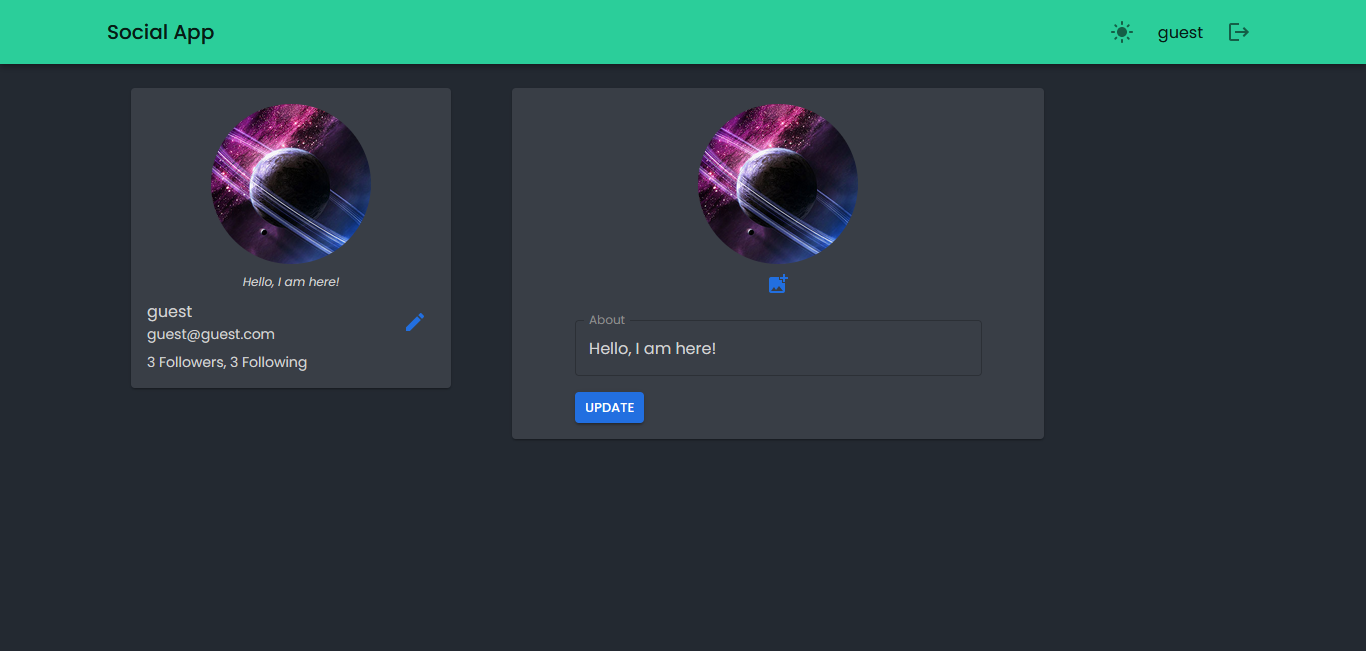 Social App
guest
Hello, I am here!
guest
guest@guest.com
3 Followers, 3 Following
About
Hello, I am here!
UPDATE